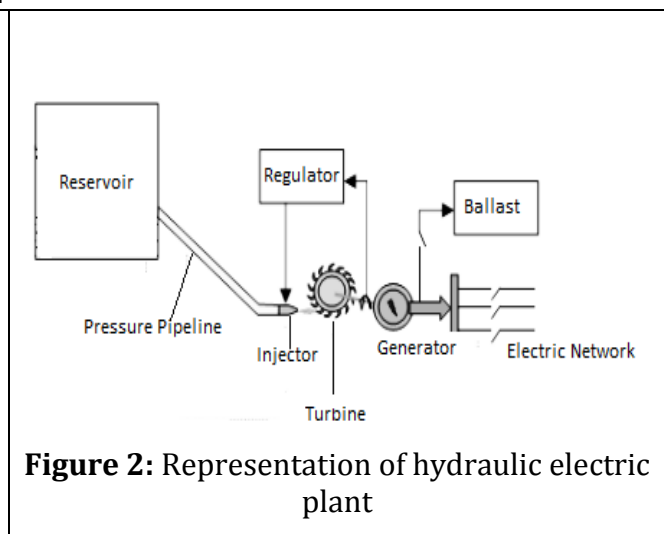 Reservoir
Regulator
Ballast
Pressure Pipeline
Injector
Generator
Electric Network
Turbine
Figure 2: Representation of hydraulic electric
plant